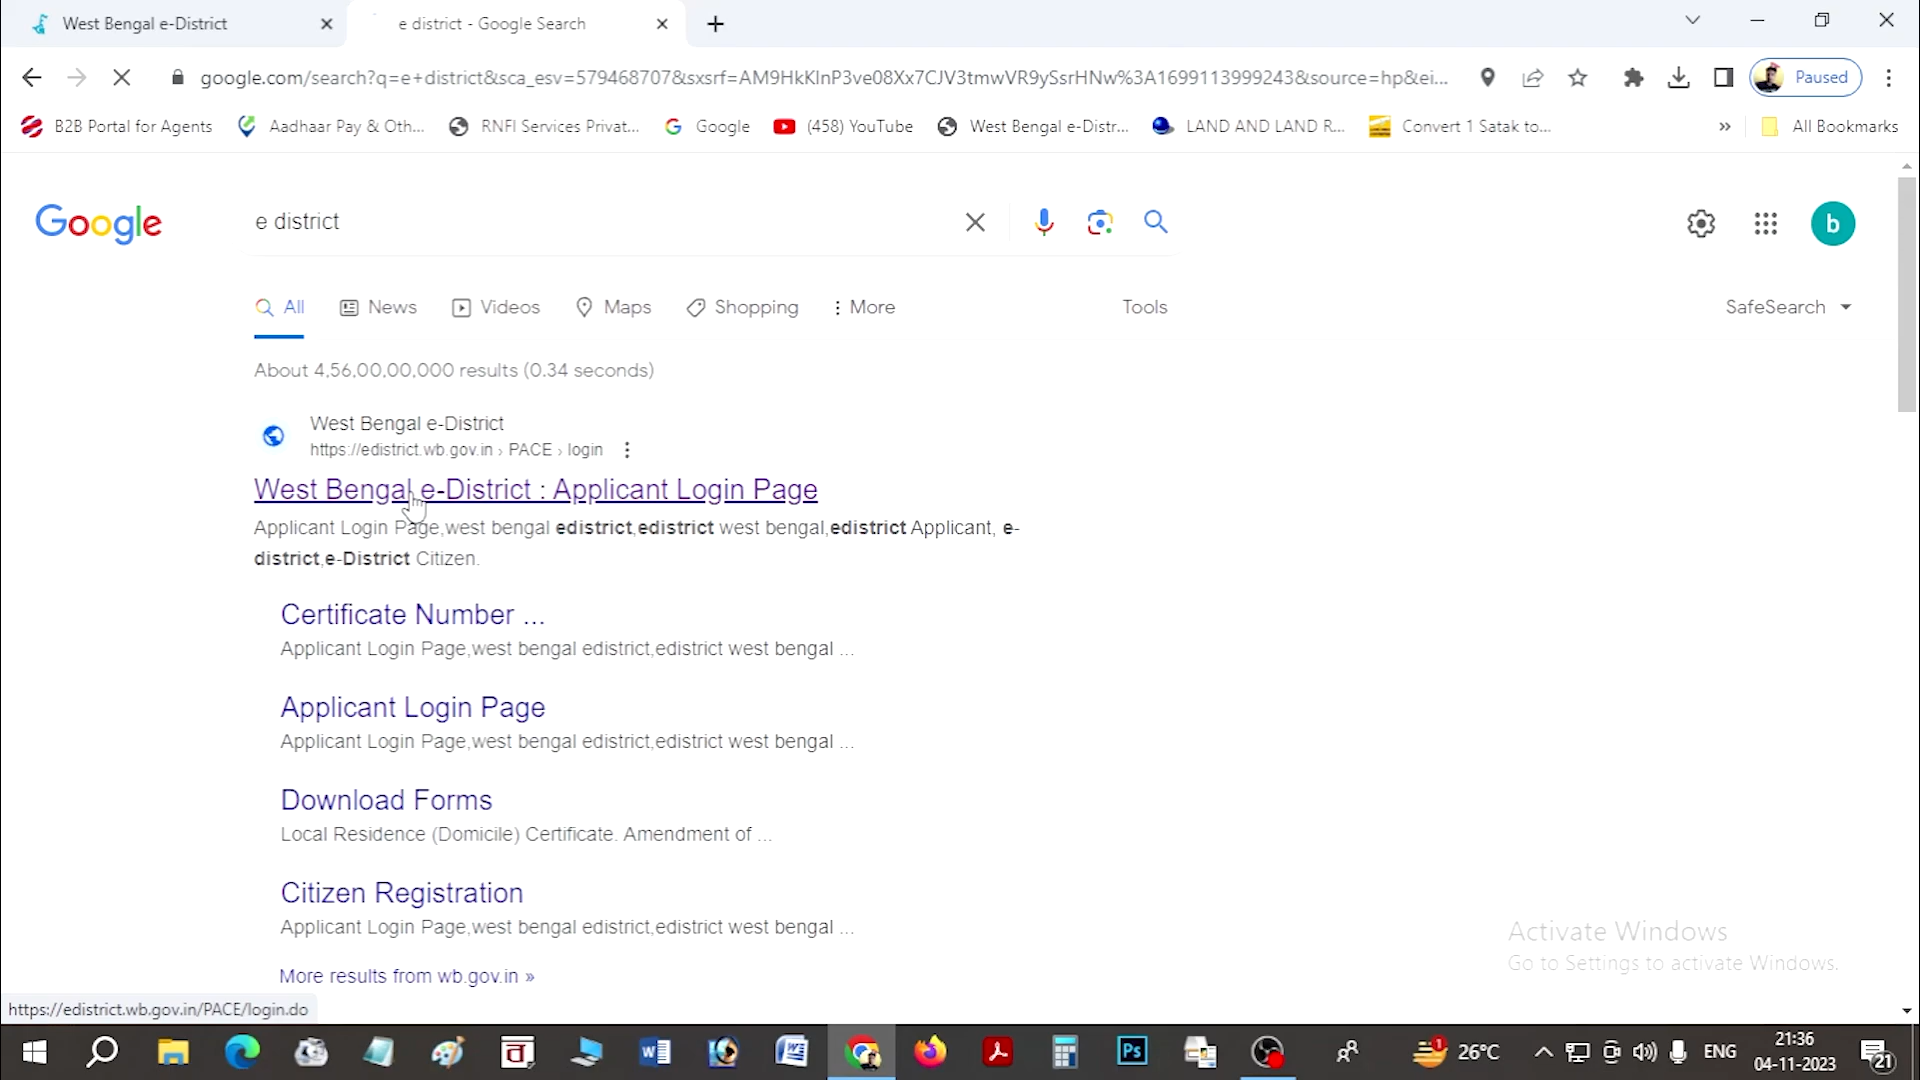 West Bengal e-District
e district - Google Search
google.com/search?q=e+district&sca_esv=579468707&sxsrf=AM9HkKlnP3ve08Xx7CJV3tmwVR9ySsrHNw%3A1699113999243&source=hp&ei...
Paused
B2B Portal for Agents
Aadhaar Pay & Oth...
RNFI Services Privat...
Google
(458) YouTube
West Bengal e-Distr...
LAND AND LAND R...
Convert 1 Satak to...
»
All Bookmarks
Google
e district
b
All
News
Videos
Maps
Shopping
More
Tools
SafeSearch
About 4,56,00,00,000 results (0.34 seconds)
West Bengal e-District
https://edistrict.wb.gov.in › PACE › login
West Bengal e-District : Applicant Login Page
Applicant Login Page,west bengal edistrict,edistrict west bengal,edistrict Applicant, e-
district,e-District Citizen.
Certificate Number ...
Applicant Login Page,west bengal edistrict,edistrict west bengal ...
Applicant Login Page
Applicant Login Page,west bengal edistrict,edistrict west bengal ...
Download Forms
Local Residence (Domicile) Certificate. Amendment of ...
Citizen Registration
Applicant Login Page,west bengal edistrict,edistrict west bengal ...
More results from wb.gov.in »
Activate Windows
Go to Settings to activate Windows.
https://edistrict.wb.gov.in/PACE/login.do
Ps
1
26°C
ENG
21:36
04-11-2023
21